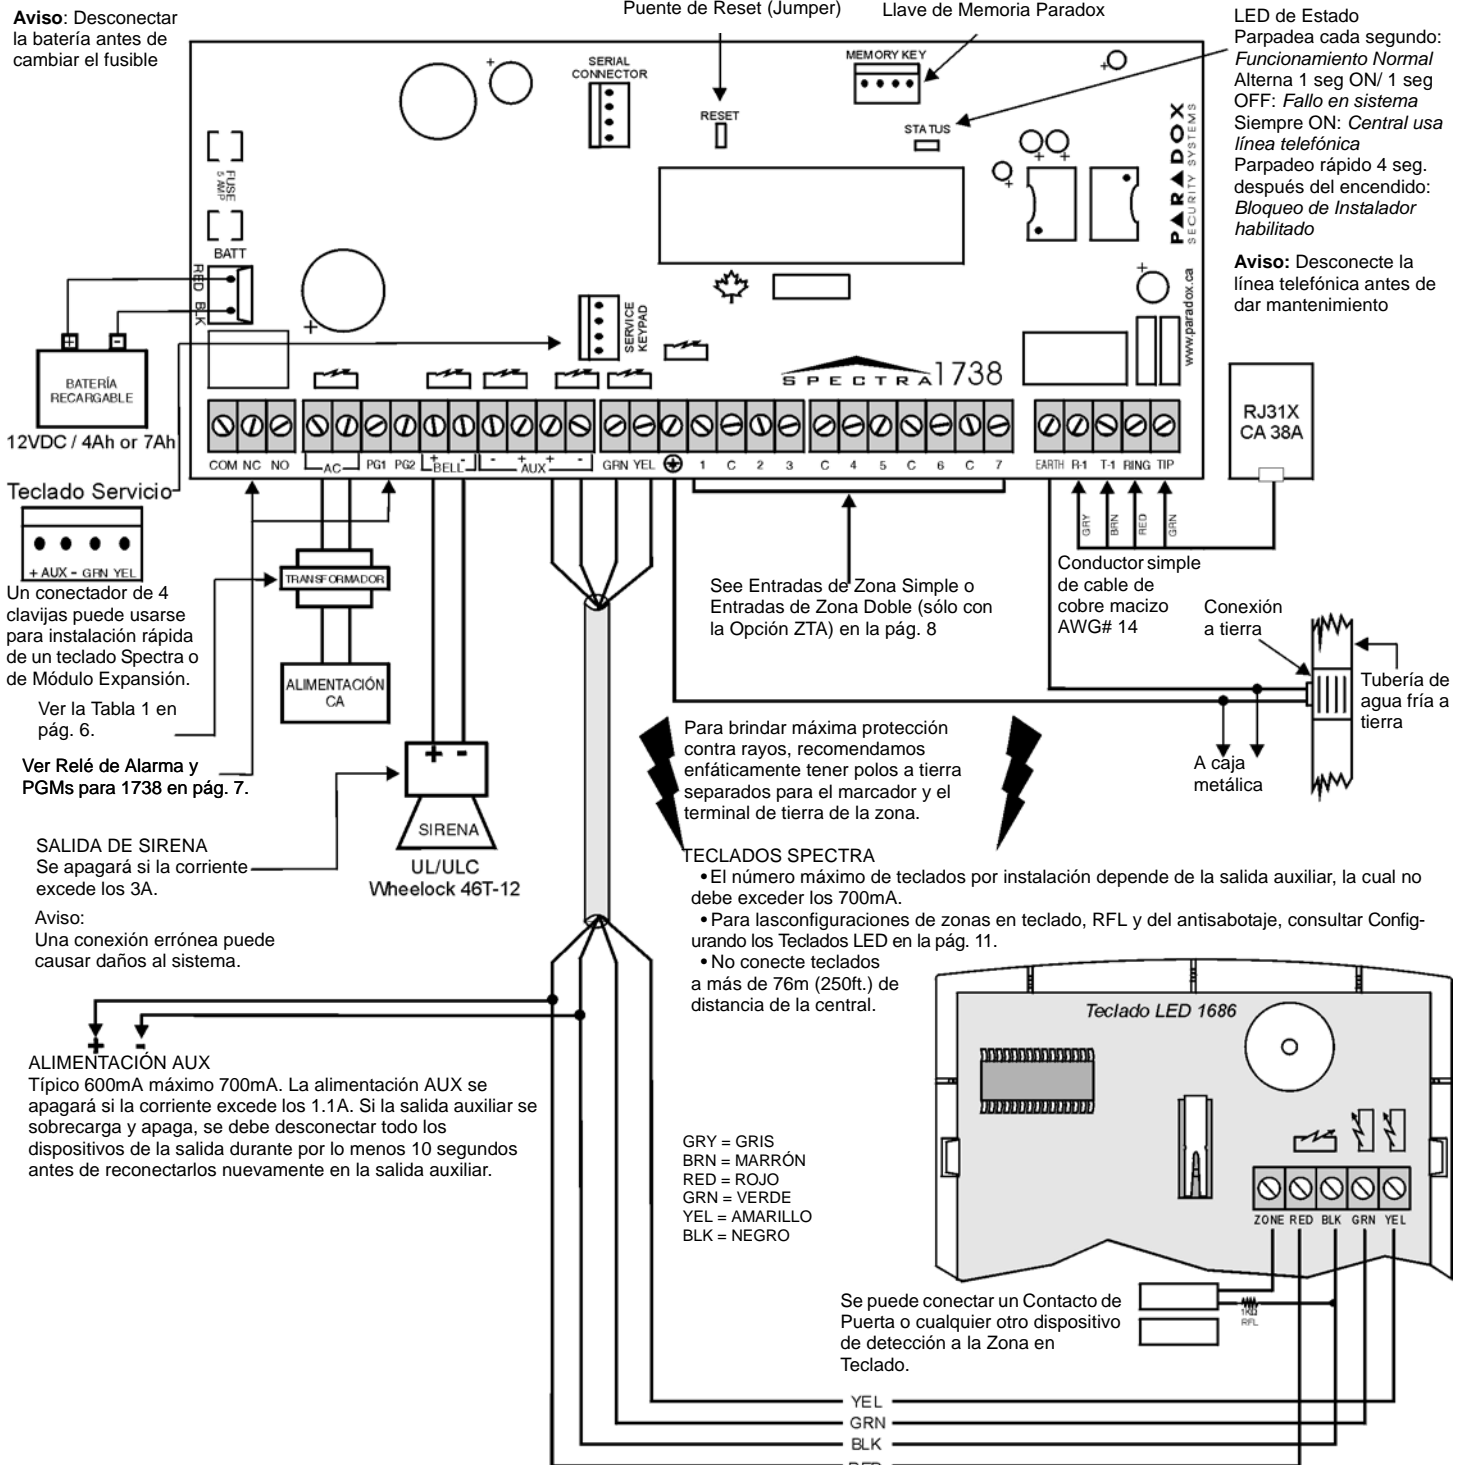 Aviso: Desconectar
la batería antes de
cambiar el fusible
Puente de Reset (Jumper)
Llave de Memoria Paradox
LED de Estado
Parpadea cada segundo:
Funcionamiento Normal
Alterna 1 seg ON/ 1 seg
OFF: Fallo en sistema
Siempre ON: Central usa
línea telefónica
Parpadeo rápido 4 seg.
después del encendido:
Bloqueo de Instalador
habilitado
Aviso: Desconecte la
línea telefónica antes de
dar mantenimiento
SERIAL
CONNECTOR
RESET
MEMORY KEY
STATUS
PARADOX
SECURITY SYSTEMS
www.paradox.ca
FUSE
5 AMP
BATT
RED
BLK
SERVICE
KEYPAD
SPECTRA 1738
BATERÍA
RECARGABLE
12VDC / 4Ah or 7Ah
RJ31X
CA 38A
COM NC NO AC PG1 PG2 + BELL - - + AUX + - GRN YEL 1 C 2 3 C 4 5 C 6 C 7 EARTH R-1 T-1 RING TIP
GRY
BRN
RED
GRN
Teclado Servicio
+ AUX - GRN YEL
Un conectador de 4
clavijas puede usarse
para instalación rápida
de un teclado Spectra o
de Módulo Expansión.
Ver la Tabla 1 en
pág. 6.
Ver Relé de Alarma y
PGMs para 1738 en pág. 7.
TRANSFORMADOR
ALIMENTACIÓN
CA
+ -
SIRENA
UL/ULC
Wheelock 46T-12
SALIDA DE SIRENA
Se apagará si la corriente
excede los 3A.
Aviso:
Una conexión errónea puede
causar daños al sistema.
See Entradas de Zona Simple o
Entradas de Zona Doble (sólo con
la Opción ZTA) en la pág. 8
Conductor simple
de cable de
cobre macizo
AWG# 14
Conexión
a tierra
Tubería de
agua fría a
tierra
A caja
metálica
Para brindar máxima protección
contra rayos, recomendamos
enfáticamente tener polos a tierra
separados para el marcador y el
terminal de tierra de la zona.
TECLADOS SPECTRA
•El número máximo de teclados por instalación depende de la salida auxiliar, la cual no
debe exceder los 700mA.
•Para lasconfiguraciones de zonas en teclado, RFL y del antisabotaje, consultar Config-
urando los Teclados LED en la pág. 11.
•No conecte teclados
a más de 76m (250ft.) de
distancia de la central.
+ -
ALIMENTACIÓN AUX
Típico 600mA máximo 700mA. La alimentación AUX se
apagará si la corriente excede los 1.1A. Si la salida auxiliar se
sobrecarga y apaga, se debe desconectar todo los
dispositivos de la salida durante por lo menos 10 segundos
antes de reconectarlos nuevamente en la salida auxiliar.
GRY = GRIS
BRN = MARRÓN
RED = ROJO
GRN = VERDE
YEL = AMARILLO
BLK = NEGRO
Teclado LED 1686
ZONE RED BLK GRN YEL
1KΩ
RFL
Se puede conectar un Contacto de
Puerta o cualquier otro dispositivo
de detección a la Zona en
Teclado.
YEL
GRN
BLK
RED